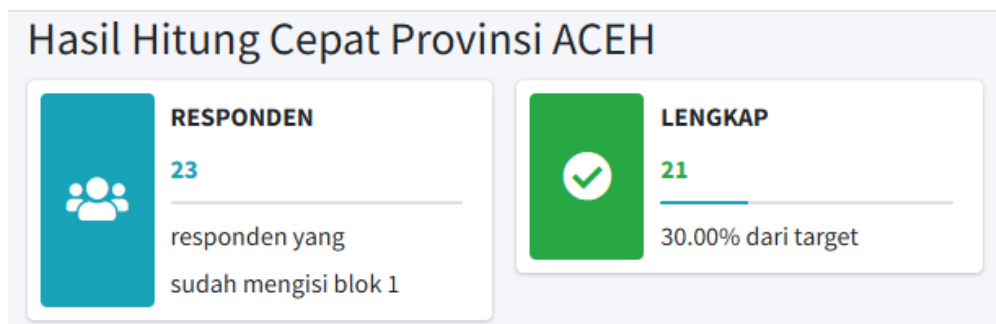 Hasil Hitung Cepat Provinsi ACEH
RESPONDEN
23
responden yang
sudah mengisi blok 1
LENGKAP
21
30.00% dari target